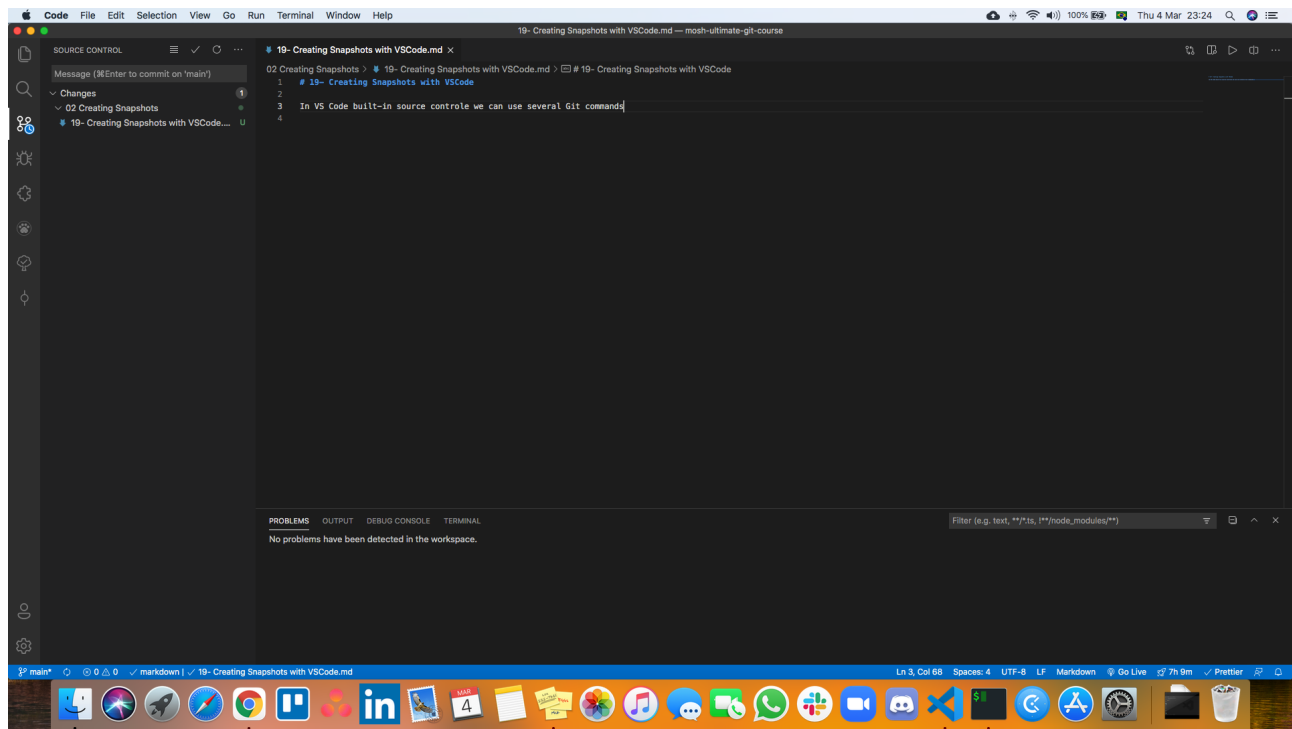 Code File Edit Selection View Go Run Terminal Window Help 100% Thu 4 Mar 23:24
19- Creating Snapshots with VSCode.md — mosh-ultimate-git-course
SOURCE CONTROL
19- Creating Snapshots with VSCode.md
Message (⌘Enter to commit on 'main')
02 Creating Snapshots > 19- Creating Snapshots with VSCode.md > # 19- Creating Snapshots with VSCode
Changes 1
02 Creating Snapshots
19- Creating Snapshots with VSCode.... U
1 # 19- Creating Snapshots with VSCode
2
3 In VS Code built-in source controle we can use several Git commands
4
PROBLEMS OUTPUT DEBUG CONSOLE TERMINAL Filter (e.g. text, **/*.ts, !**/node_modules/**)
No problems have been detected in the workspace.
main* 0 0 markdown | 19- Creating Snapshots with VSCode.md Ln 3, Col 68 Spaces: 4 UTF-8 LF Markdown Go Live 7h 9m Prettier
in MAR 4 $